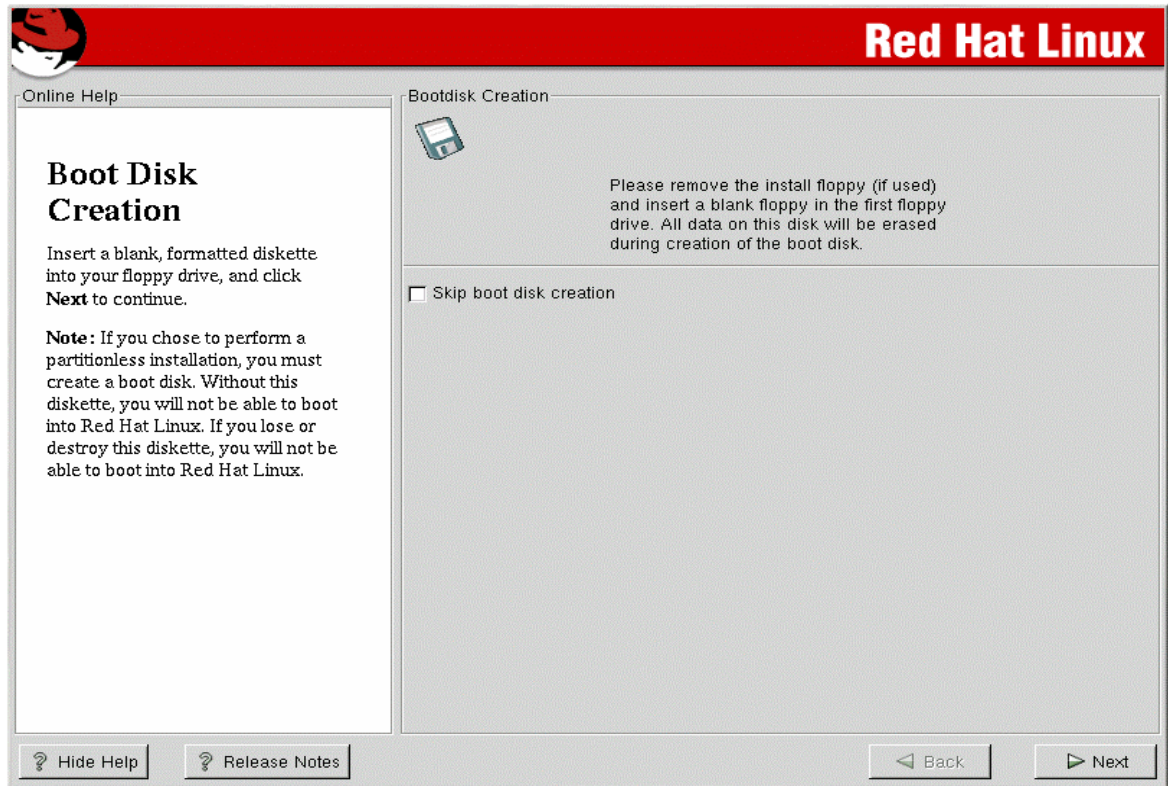 Red Hat Linux
Online Help
Boot Disk
Creation
Insert a blank, formatted diskette
into your floppy drive, and click
Next to continue.
Note: If you chose to perform a
partitionless installation, you must
create a boot disk. Without this
diskette, you will not be able to boot
into Red Hat Linux. If you lose or
destroy this diskette, you will not be
able to boot into Red Hat Linux.
Bootdisk Creation
Please remove the install floppy (if used)
and insert a blank floppy in the first floppy
drive. All data on this disk will be erased
during creation of the boot disk.
Skip boot disk creation
Hide Help
Release Notes
Back
Next